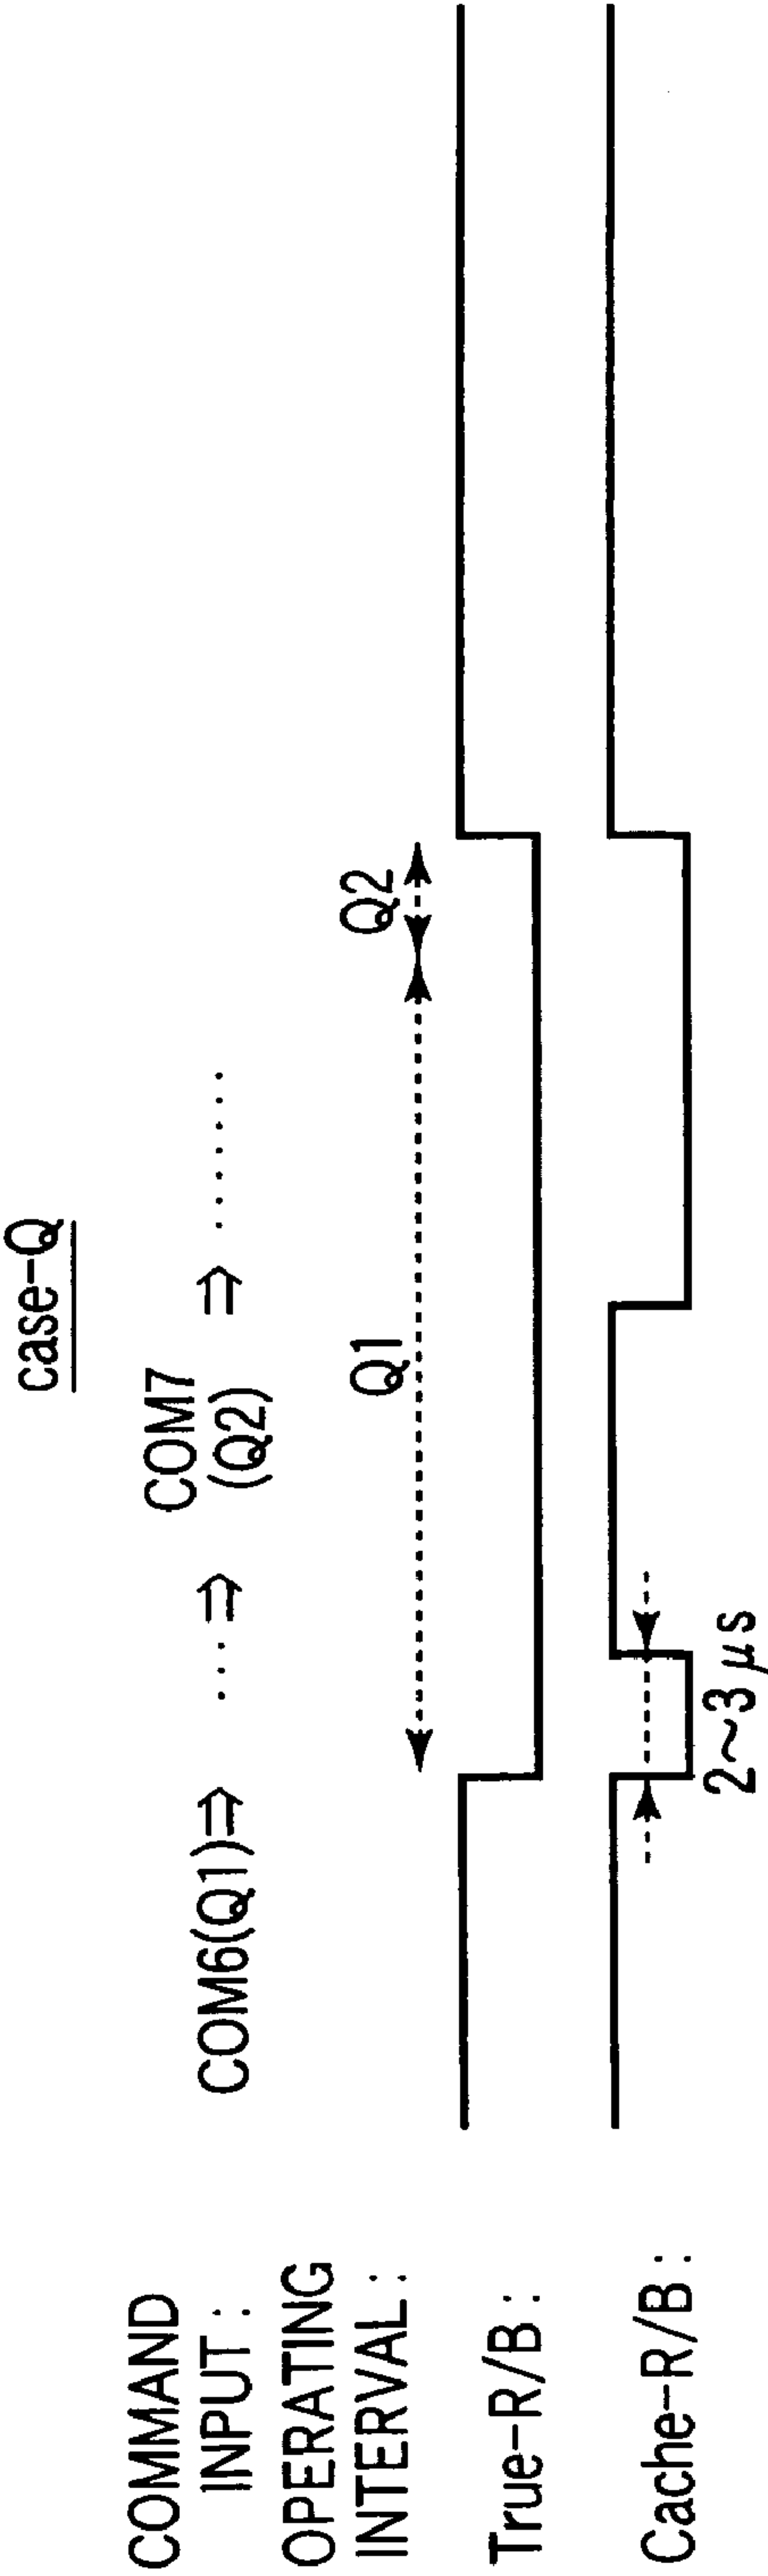 case-Q
COMMAND
INPUT :
COM6(Q1)⇒ ··· ⇒ COM7 ⇒ ·······
(Q2)
OPERATING
INTERVAL :
Q1
Q2
True-R/B :
Cache-R/B :
2~3 μs